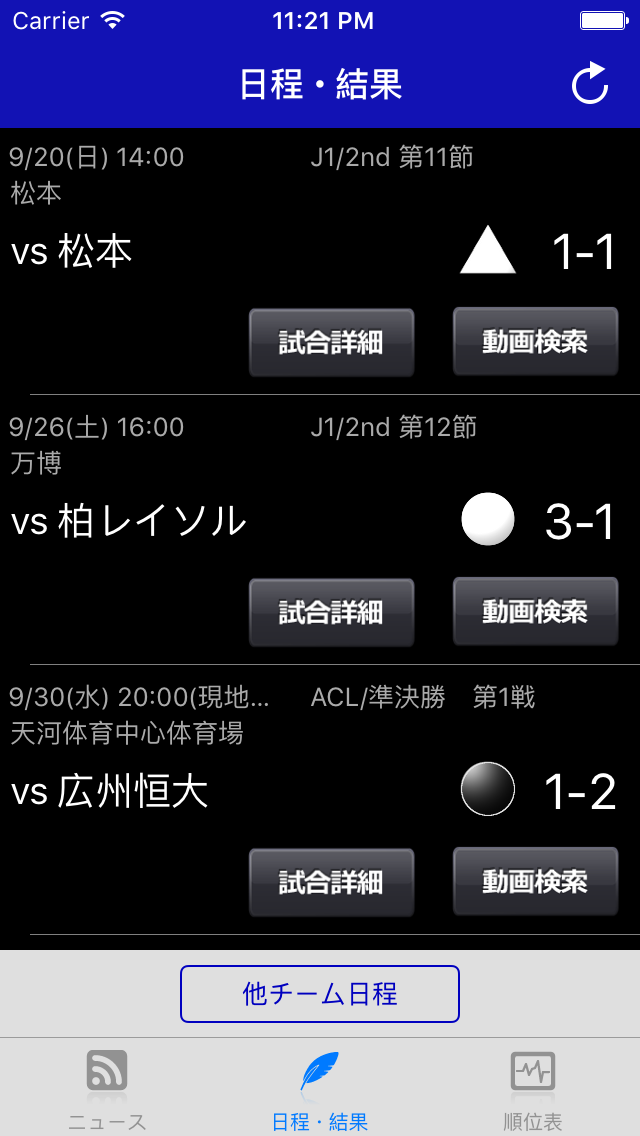 Carrier 11:21 PM
日程・結果
9/20(日) 14:00 J1/2nd 第11節
松本
vs 松本 1-1
試合詳細 動画検索
9/26(土) 16:00 J1/2nd 第12節
万博
vs 柏レイソル 3-1
試合詳細 動画検索
9/30(水) 20:00(現地... ACL/準決勝　第1戦
天河体育中心体育場
vs 広州恒大 1-2
試合詳細 動画検索
他チーム日程
ニュース 日程・結果 順位表